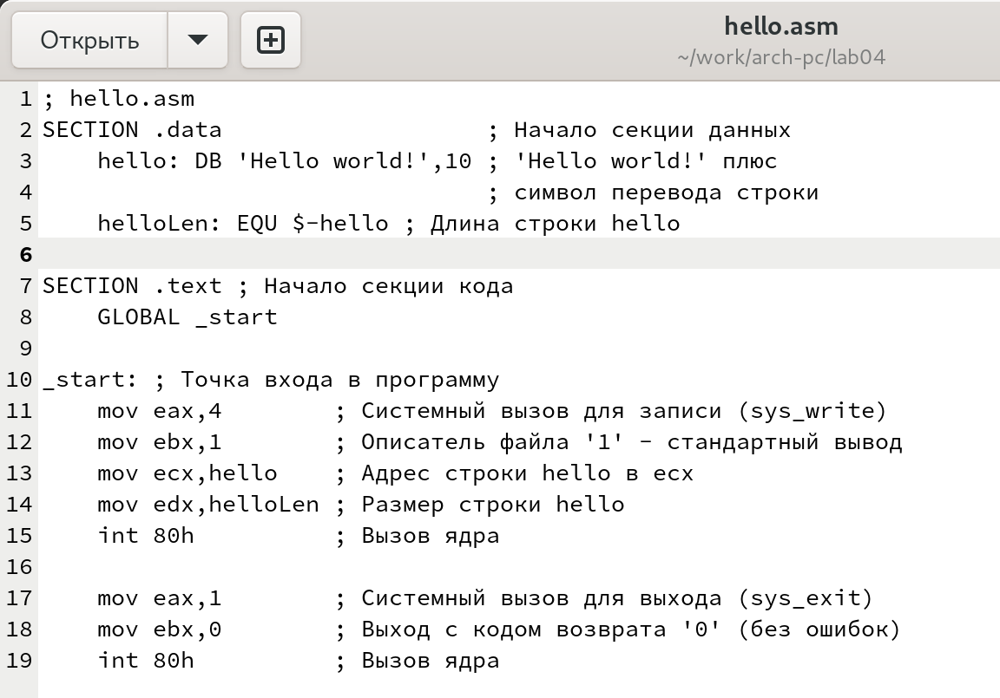 Открыть
hello.asm
~/work/arch-pc/lab04
1 ; hello.asm
2 SECTION .data                   ; Начало секции данных
3     hello: DB 'Hello world!',10 ; 'Hello world!' плюс
4                                 ; символ перевода строки
5     helloLen: EQU $-hello ; Длина строки hello
6
7 SECTION .text ; Начало секции кода
8     GLOBAL _start
9
10 _start: ; Точка входа в программу
11     mov eax,4        ; Системный вызов для записи (sys_write)
12     mov ebx,1        ; Описатель файла '1' - стандартный вывод
13     mov ecx,hello    ; Адрес строки hello в ecx
14     mov edx,helloLen ; Размер строки hello
15     int 80h          ; Вызов ядра
16
17     mov eax,1        ; Системный вызов для выхода (sys_exit)
18     mov ebx,0        ; Выход с кодом возврата '0' (без ошибок)
19     int 80h          ; Вызов ядра